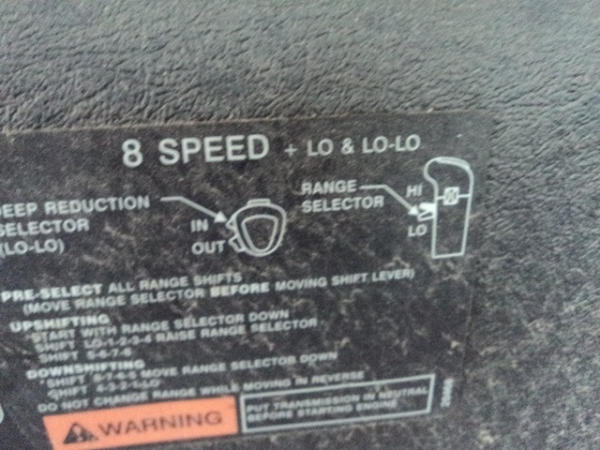 8 SPEED + LO & LO-LO
DEEP REDUCTION
SELECTOR
(LO-LO)
IN
OUT
RANGE
SELECTOR
HI
LO
PRE-SELECT ALL RANGE SHIFTS
(MOVE RANGE SELECTOR BEFORE MOVING SHIFT LEVER)
UPSHIFTING
START WITH RANGE SELECTOR DOWN
SHIFT LO-1-2-3-4 RAISE RANGE SELECTOR
SHIFT 5-6-7-8
DOWNSHIFTING
SHIFT 8-7-6-5 MOVE RANGE SELECTOR DOWN
SHIFT 4-3-2-1-LO
DO NOT CHANGE RANGE WHILE MOVING IN REVERSE
WARNING
PUT TRANSMISSION IN NEUTRAL
BEFORE STARTING ENGINE